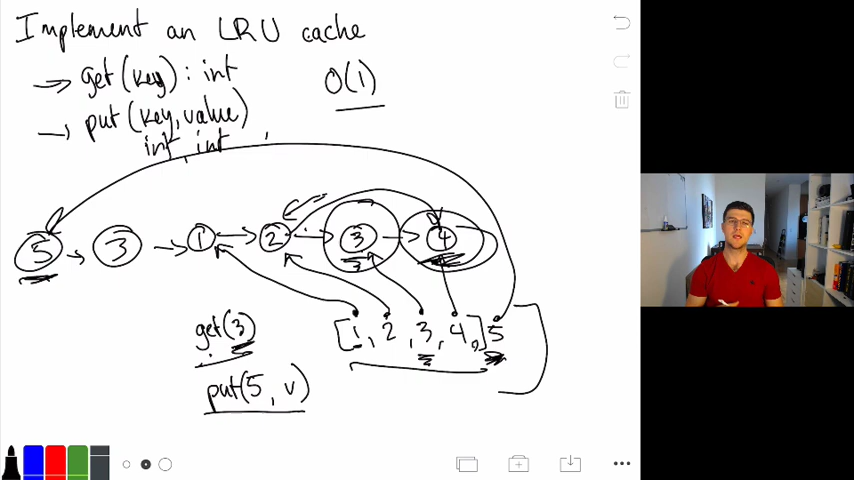 Implement an LRU cache
→ get(key): int
O(1)
→ put(key, value)
int, int
5 → 3 → 1 → 2 → 3 → 4
get(3)
[1, 2, 3, 4,] 5
put(5, v)